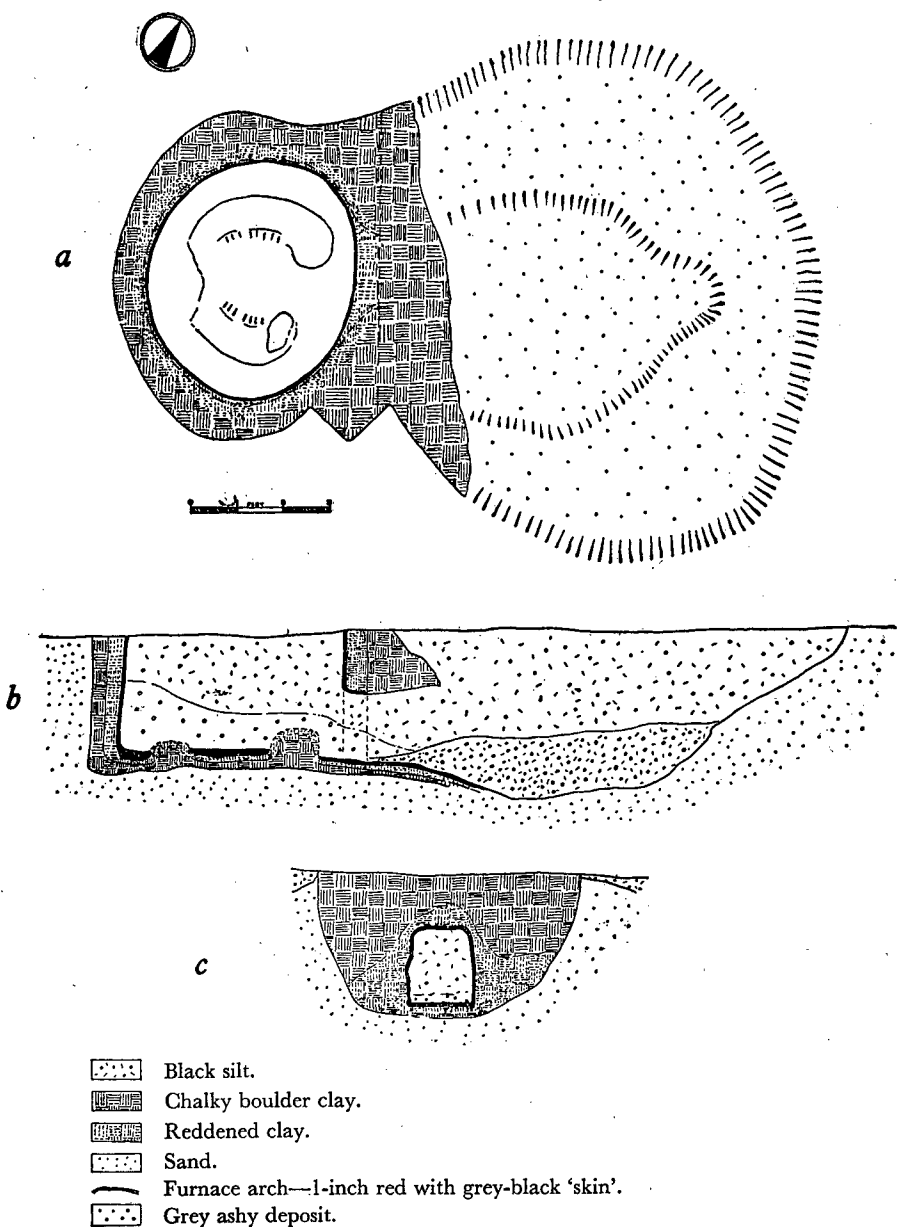 a
b
c
Black silt.
Chalky boulder clay.
Reddened clay.
Sand.
Furnace arch—1-inch red with grey-black ‘skin’.
Grey ashy deposit.